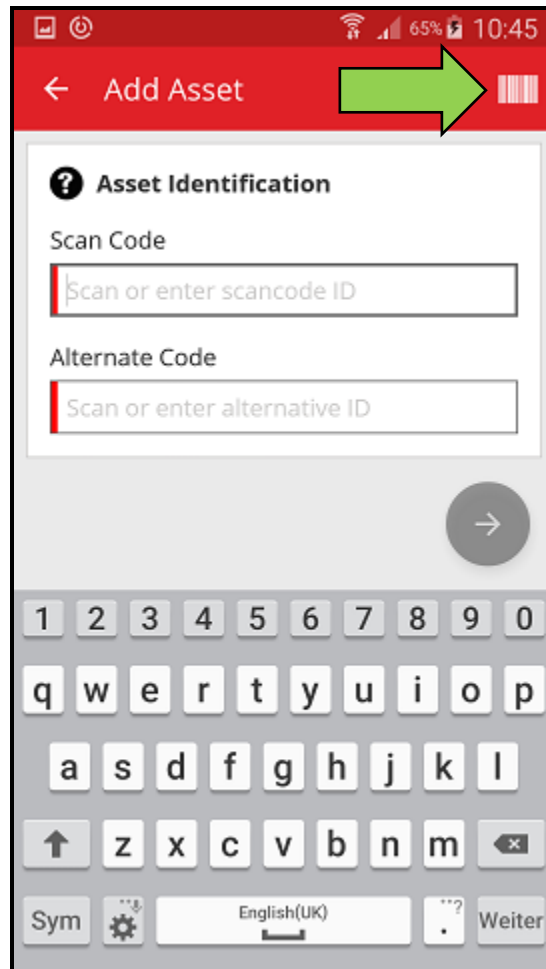 65% 10:45
Add Asset
? Asset Identification
Scan Code
Scan or enter scancode ID
Alternate Code
Scan or enter alternative ID
1 2 3 4 5 6 7 8 9 0
q w e r t y u i o p
a s d f g h j k l
z x c v b n m
Sym English(UK) . ? Weiter